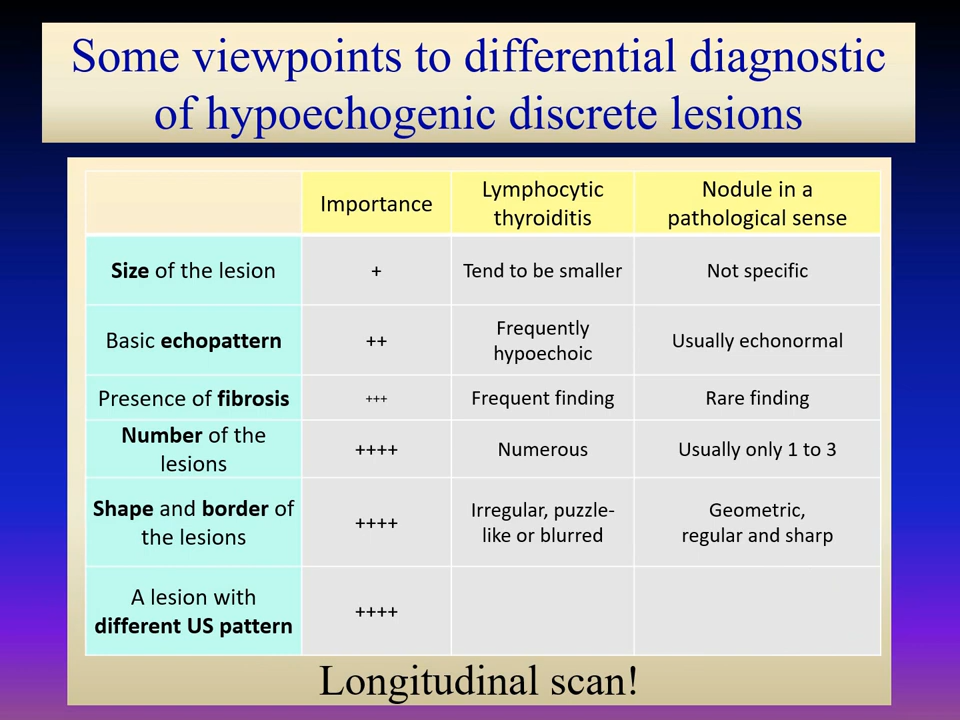 Some viewpoints to differential diagnostic
of hypoechogenic discrete lesions
Importance
Lymphocytic
thyroiditis
Nodule in a
pathological sense
Size of the lesion
+
Tend to be smaller
Not specific
Basic echopattern
++
Frequently
hypoechoic
Usually echonormal
Presence of fibrosis
+++
Frequent finding
Rare finding
Number of the
lesions
++++
Numerous
Usually only 1 to 3
Shape and border of
the lesions
++++
Irregular, puzzle-
like or blurred
Geometric,
regular and sharp
A lesion with
different US pattern
++++
Longitudinal scan!